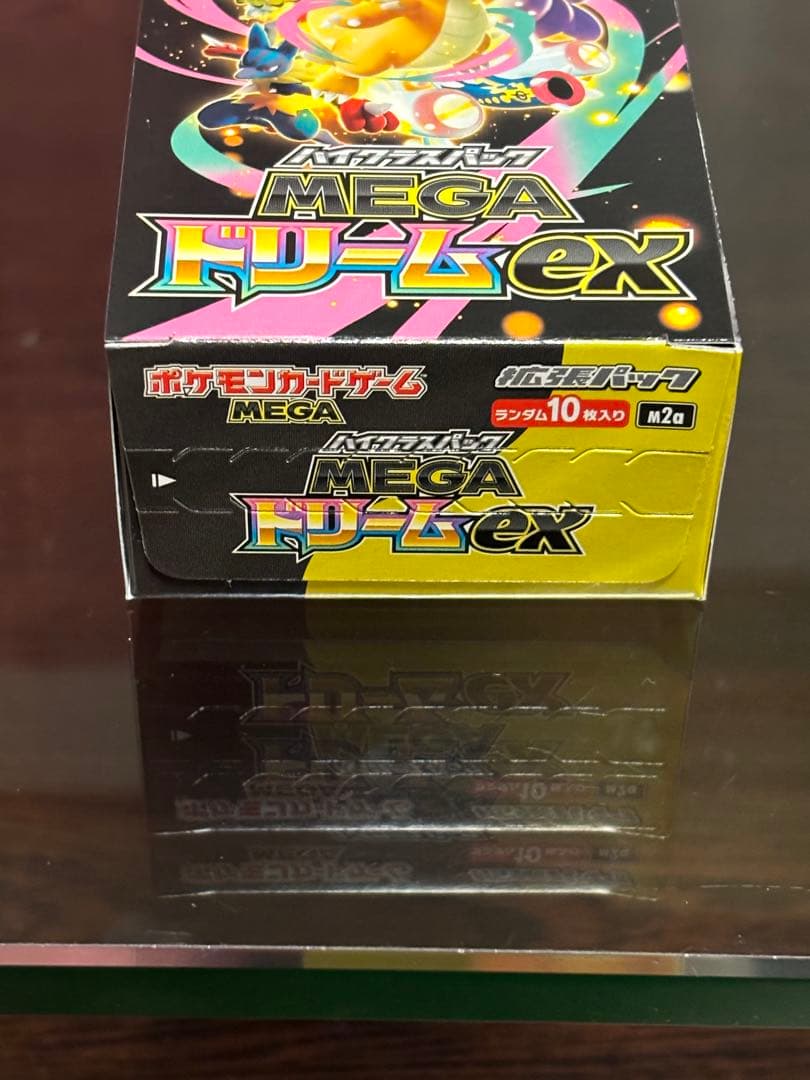 ハイクラスパック
MEGA
ドリームex
ポケモンカードゲーム
MEGA
拡張パック
ランダム10枚入り
M2a
ハイクラスパック
MEGA
ドリームex